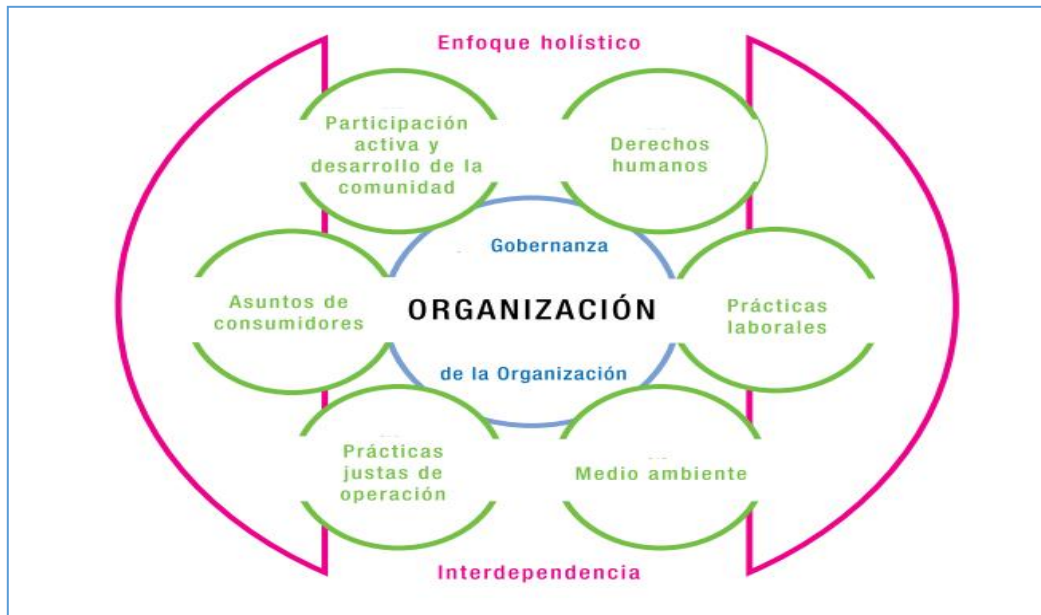 Enfoque holístico
Participación
activa y
desarrollo de la
comunidad
Derechos
humanos
Gobernanza
Asuntos de
consumidores
ORGANIZACIÓN
Prácticas
laborales
de la Organización
Prácticas
justas de
operación
Medio ambiente
Interdependencia